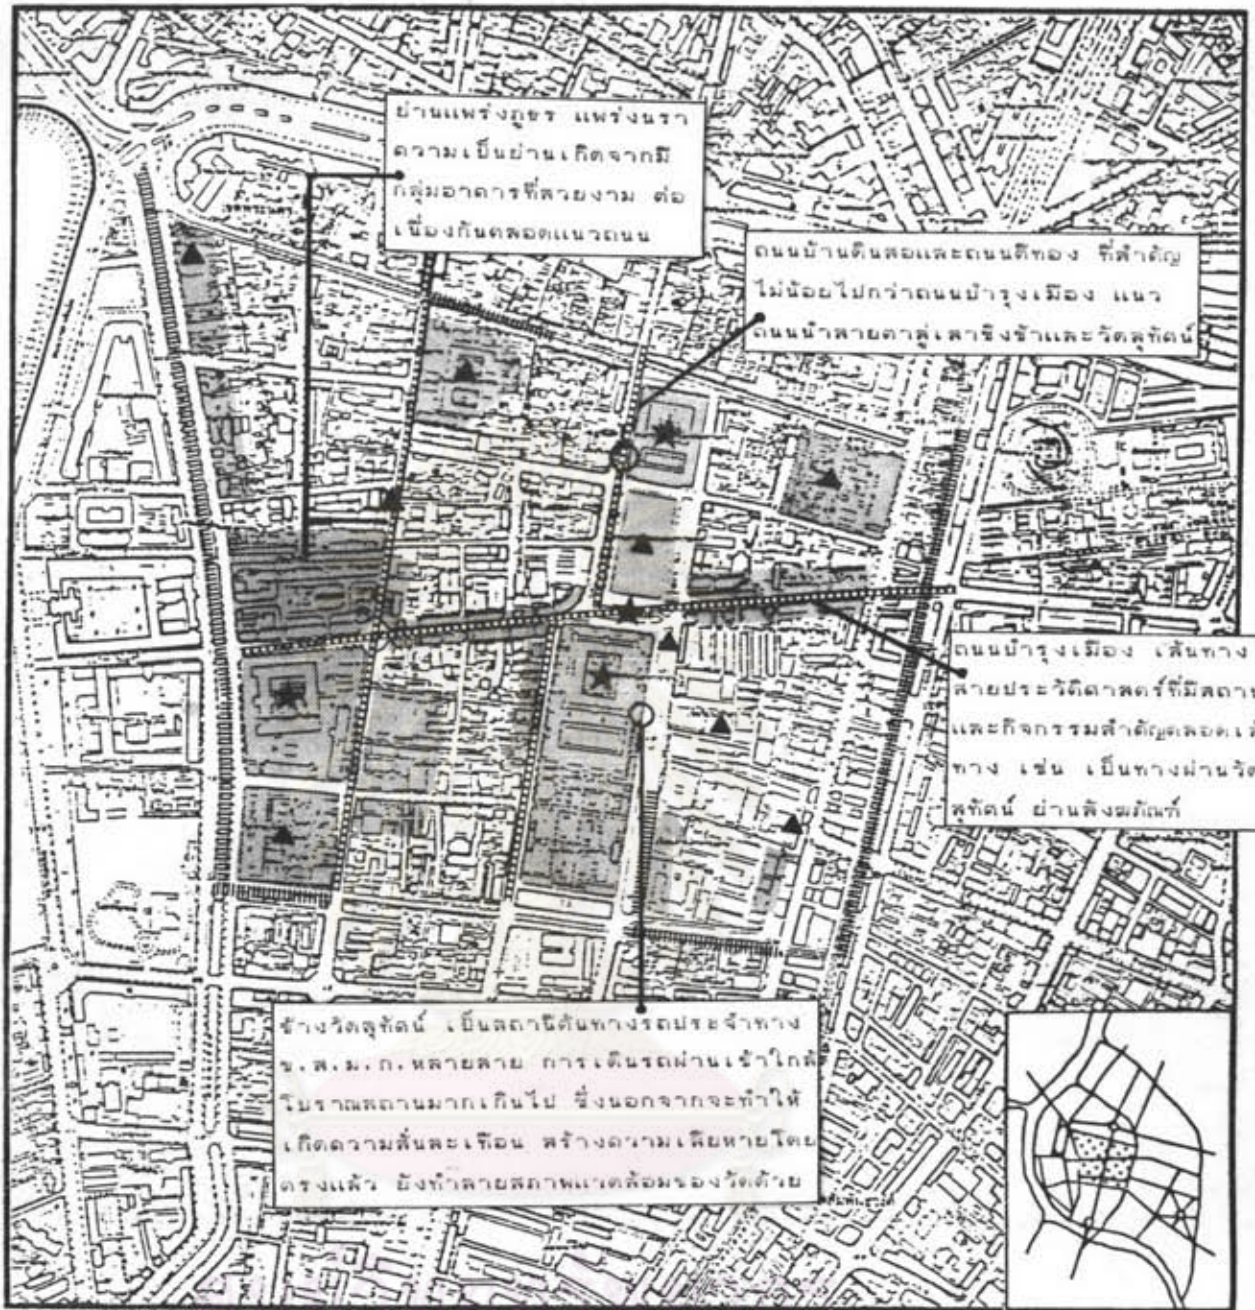 ย่านแพร่งภูธร แพร่งนรา
ความเป็นย่านเกิดจากมี
กลุ่มอาคารที่สวยงาม ต่อ
เนื่องกันตลอดแนวถนน
ถนนบ้านดินสอและถนนตีทอง ที่สำคัญ
ไม่น้อยไปกว่าถนนบำรุงเมือง แนว
ถนนนำสายตาสู่เสาชิงช้าและวัดสุทัศน์
ถนนบำรุงเมือง เส้นทาง
สายประวัติศาสตร์ที่มีสถาน
และกิจกรรมสำคัญตลอดเส้
ทาง เช่น เป็นทางผ่านวัด
สุทัศน์ ย่านสังฆภัณฑ์
ข้างวัดสุทัศน์ เป็นสถานีต้นทางรถประจำทาง
ข.ส.ม.ก.หลายสาย การเดินรถผ่านเข้าใกล้
โบราณสถานมากเกินไป ซึ่งนอกจากจะทำให้
เกิดความสั่นสะเทือน สร้างความเสียหายโดย
ตรงแล้ว ยังทำลายสภาพแวดล้อมของวัดด้วย